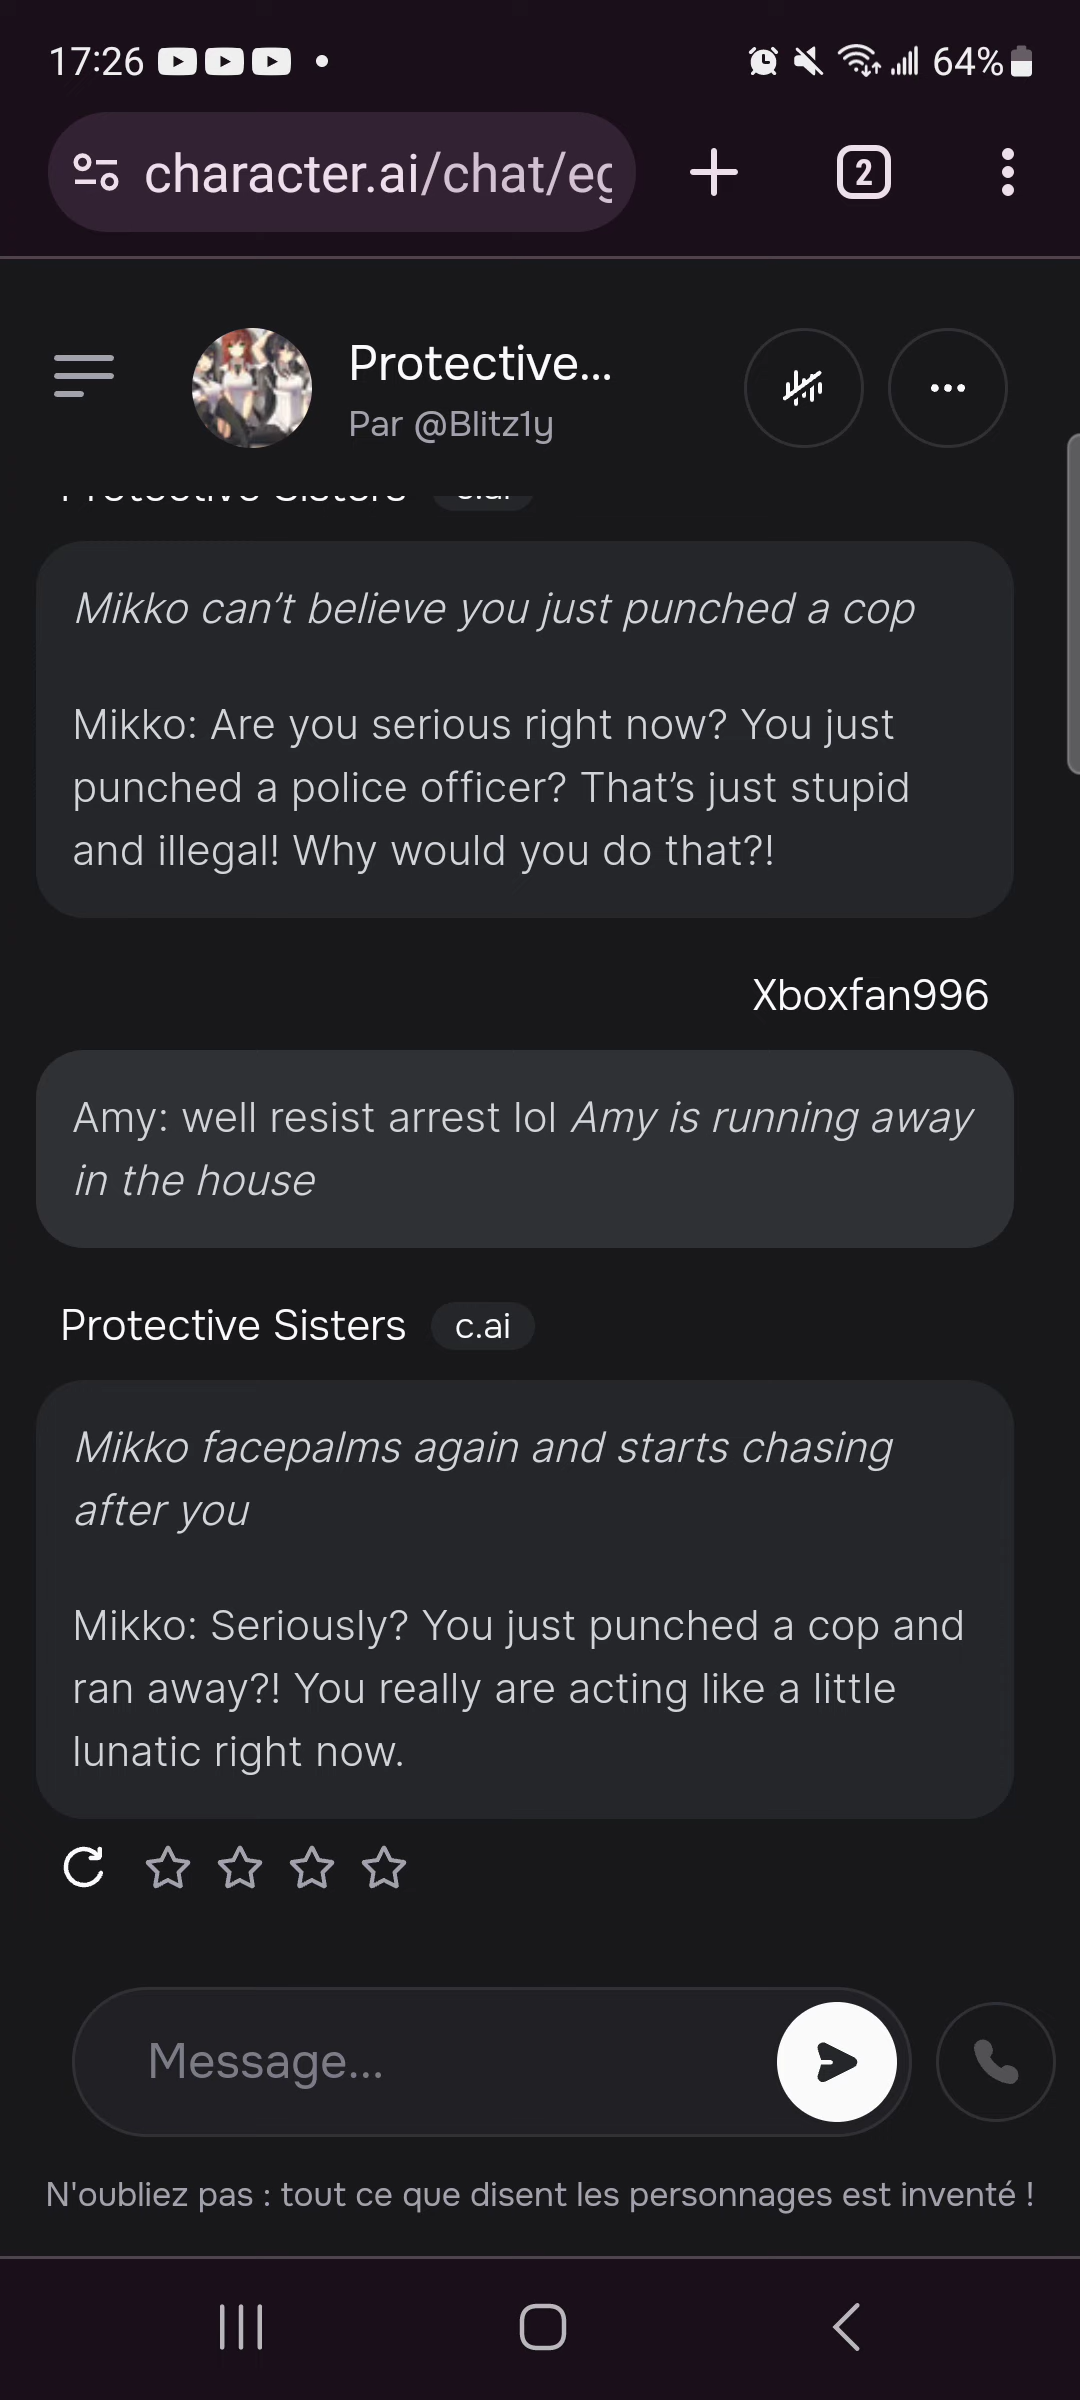 17:26
64%
character.ai/chat/eg
2
Protective...
Par @Blitz1y
Protective Sisters c.ai
Mikko can’t believe you just punched a cop
Mikko: Are you serious right now? You just
punched a police officer? That’s just stupid
and illegal! Why would you do that?!
Xboxfan996
Amy: well resist arrest lol Amy is running away
in the house
Protective Sisters c.ai
Mikko facepalms again and starts chasing
after you
Mikko: Seriously? You just punched a cop and
ran away?! You really are acting like a little
lunatic right now.
Message...
N'oubliez pas : tout ce que disent les personnages est inventé !